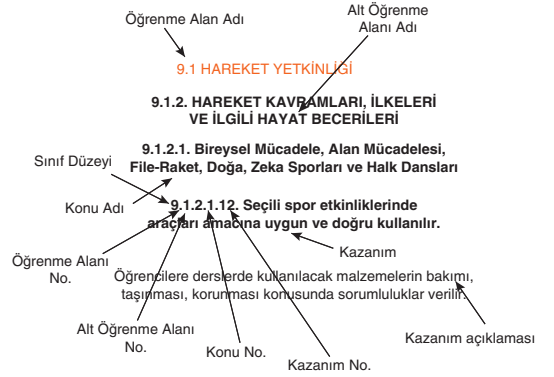 Öğrenme Alan Adı
Alt Öğrenme
Alanı Adı
9.1 HAREKET YETKİNLİĞİ
9.1.2. HAREKET KAVRAMLARI, İLKELERİ
VE İLGİLİ HAYAT BECERİLERİ
9.1.2.1. Bireysel Mücadele, Alan Mücadelesi,
File-Raket, Doğa, Zeka Sporları ve Halk Dansları
Sınıf Düzeyi
Konu Adı
9.1.2.1.12. Seçili spor etkinliklerinde
araçları amacına uygun ve doğru kullanılır.
Kazanım
Öğrenme Alanı
No.
Öğrencilere derslerde kullanılacak malzemelerin bakımı,
taşınması, korunması konusunda sorumluluklar verilir.
Alt Öğrenme Alanı
No.
Konu No.
Kazanım No.
Kazanım açıklaması